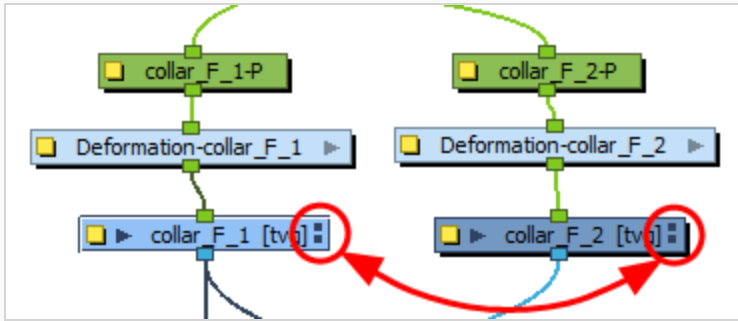 collar_F_1-P
collar_F_2-P
Deformation-collar_F_1
Deformation-collar_F_2
collar_F_1 [tvg]
collar_F_2 [tvg]